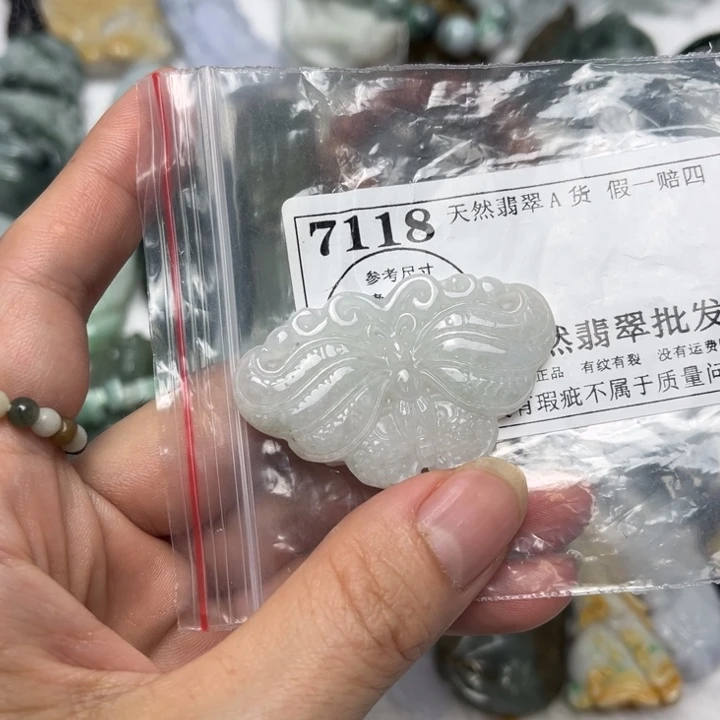 7118 天然翡翠A货 假一赔四
参考尺寸
然翡翠批发
正品 有纹有裂 没有运费
有瑕疵不属于质量问